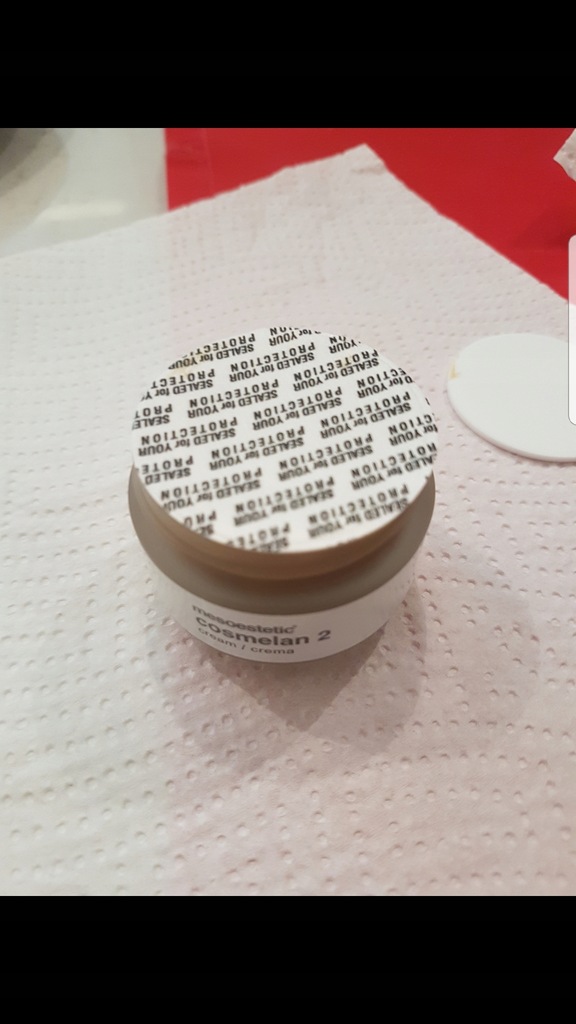 SEALED for YOUR
PROTECTION
mesoestetic®
cosmelan 2
cream / crema